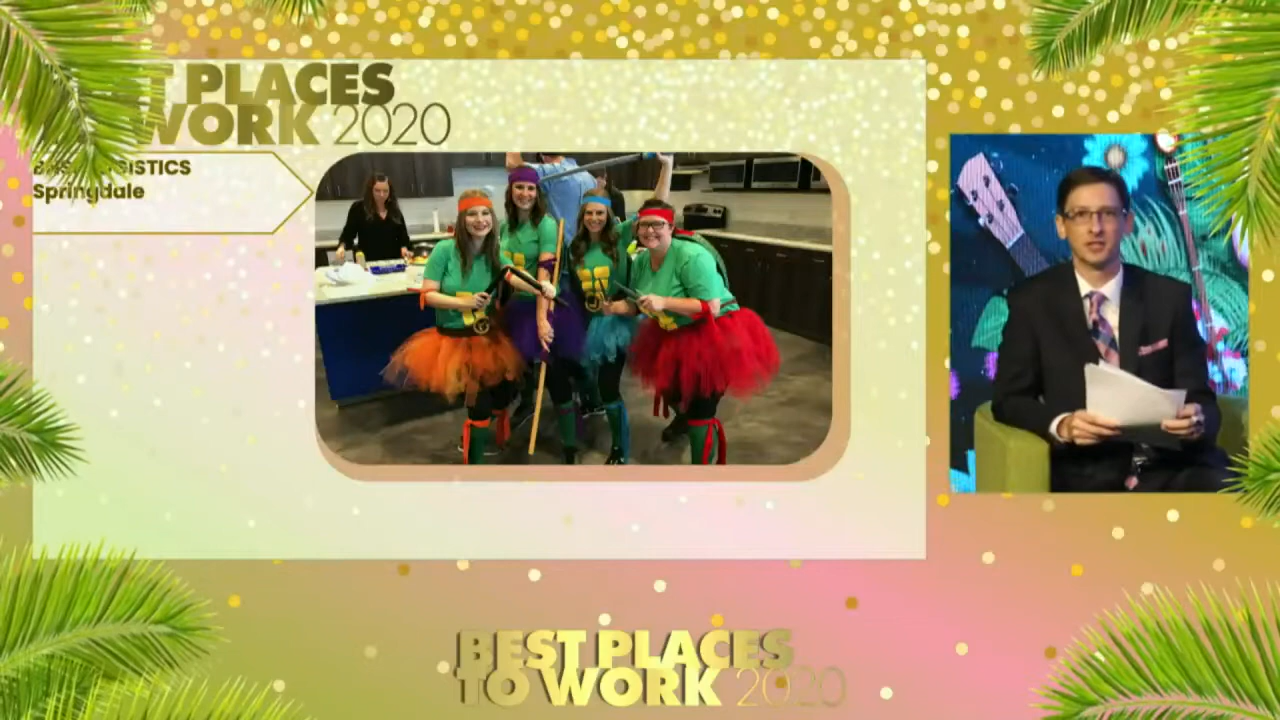 T PLACES
WORK 2020
Springdale
BEST PLACES
TO WORK 2020